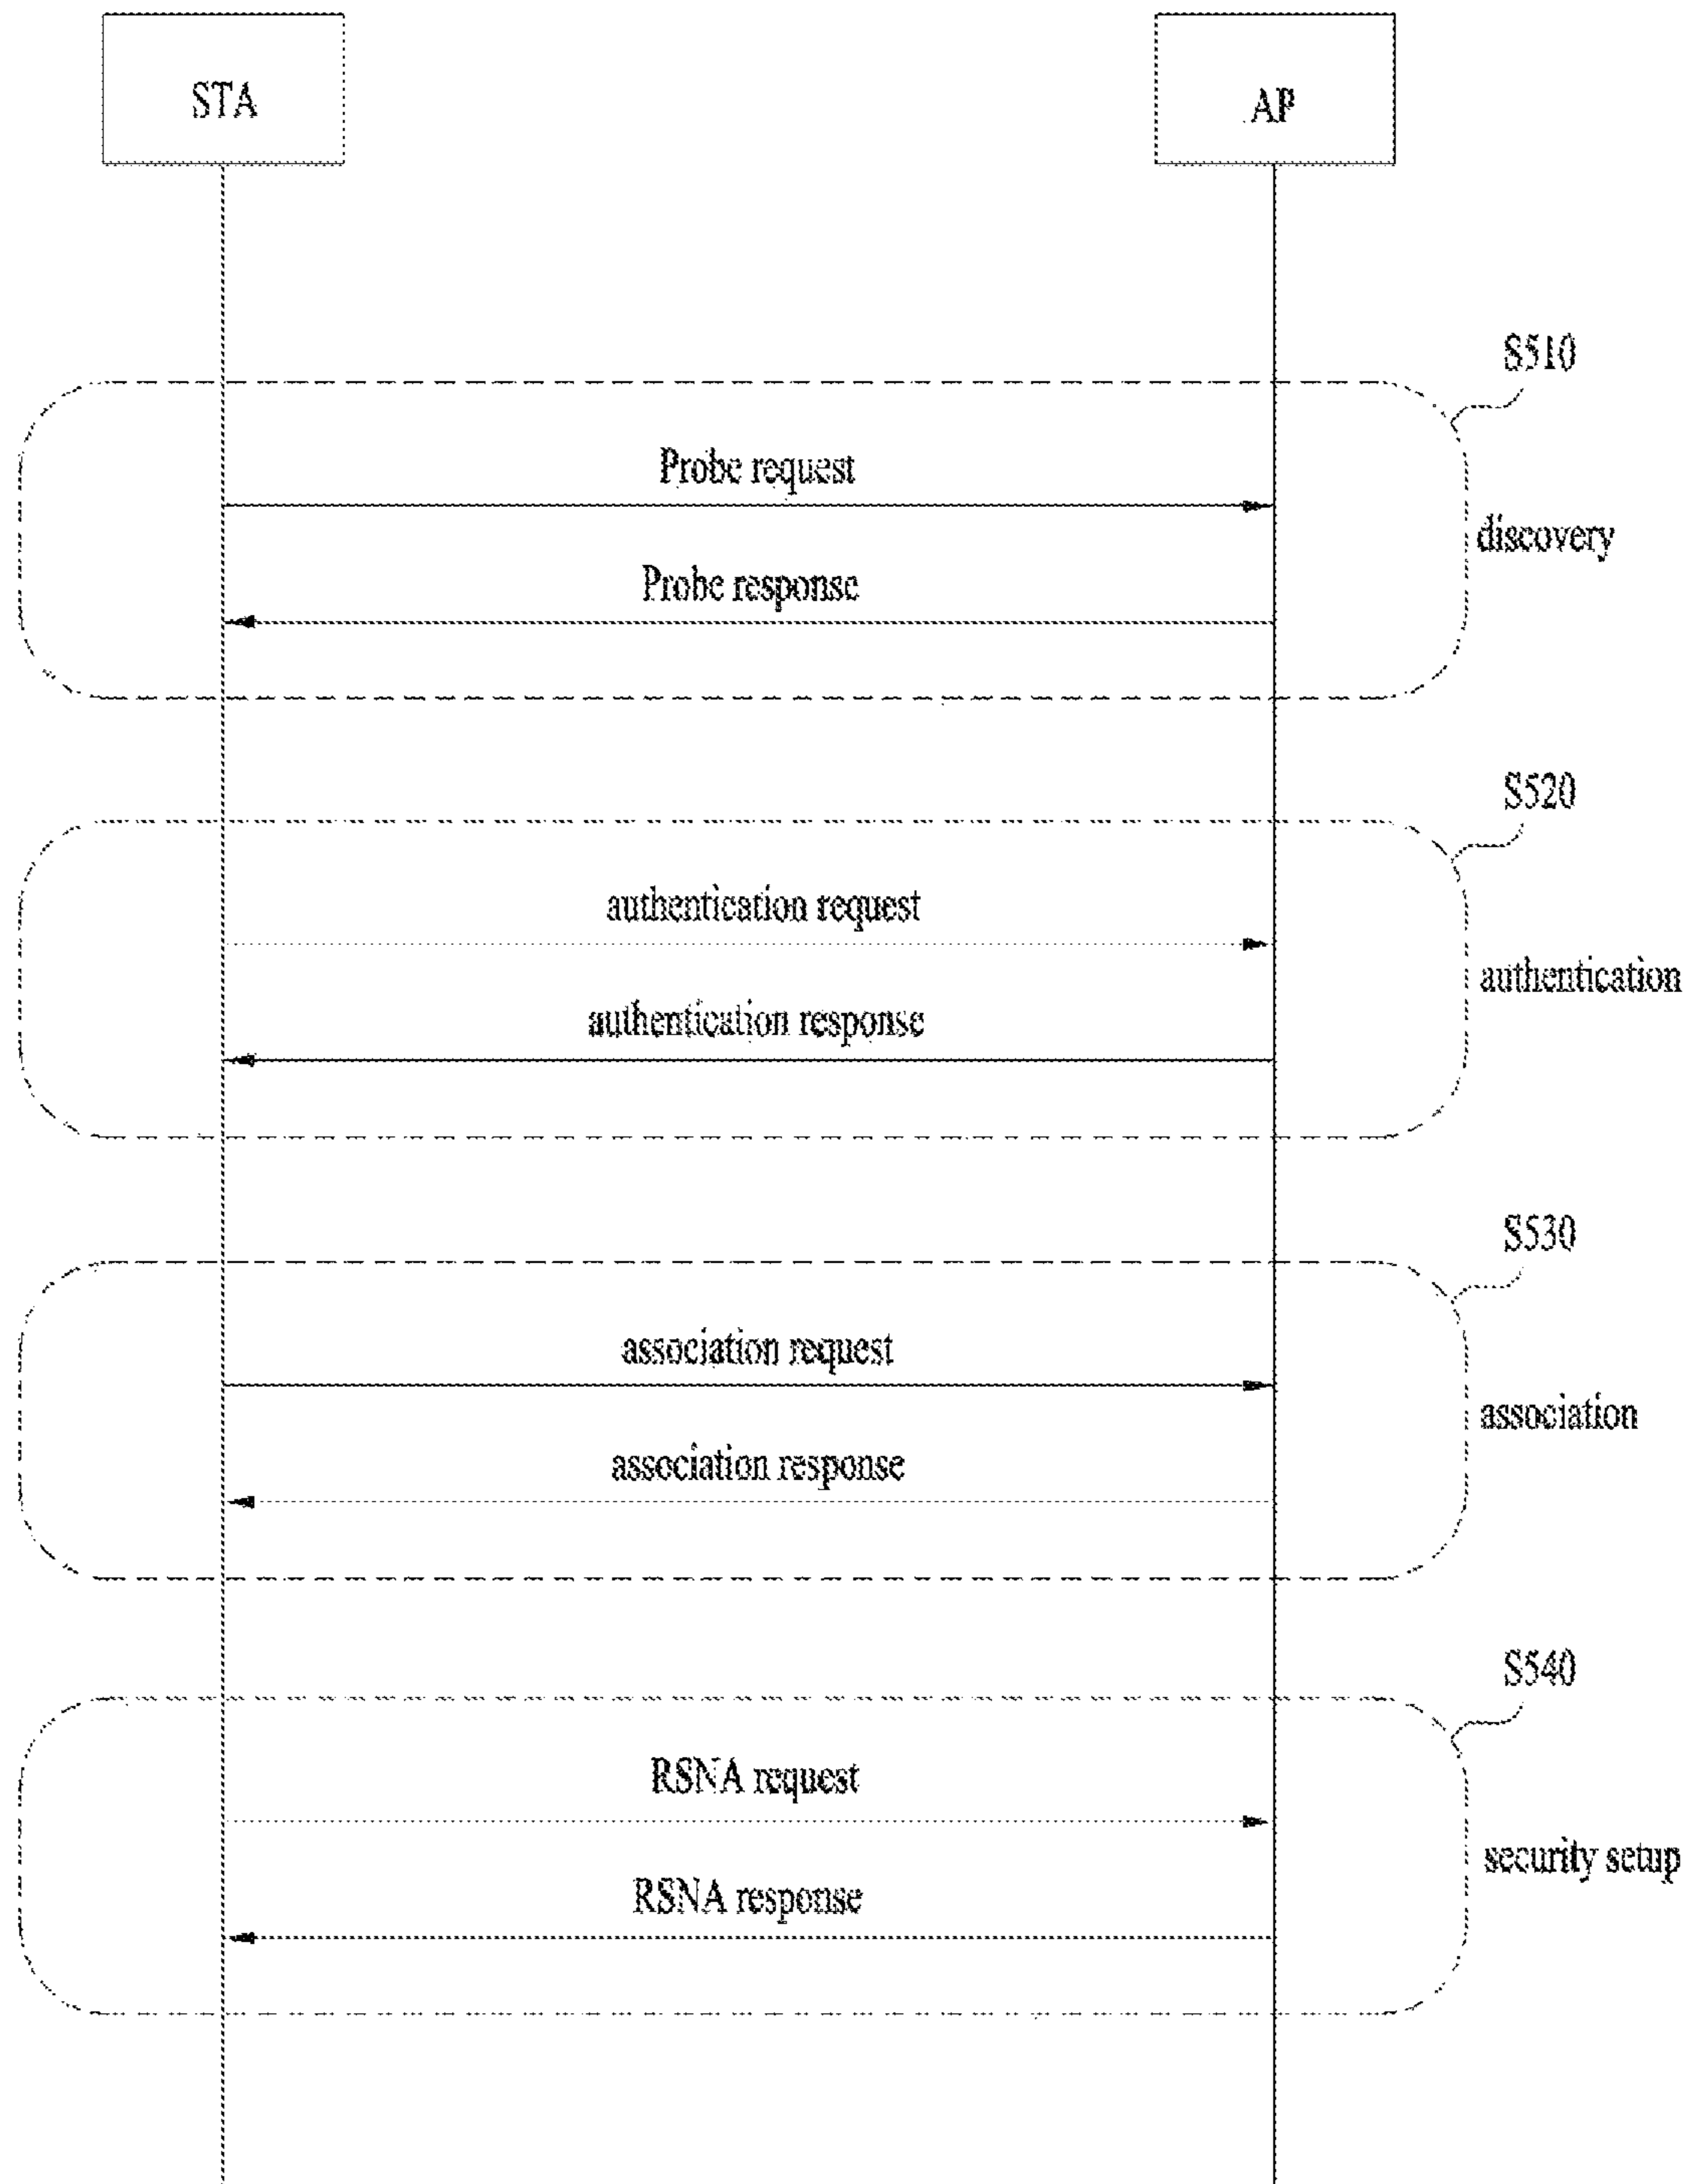 STA
AP
S510
Probe request
discovery
Probe response
S520
authentication request
authentication
authentication response
S530
association request
association
association response
S540
RSNA request
security setup
RSNA response